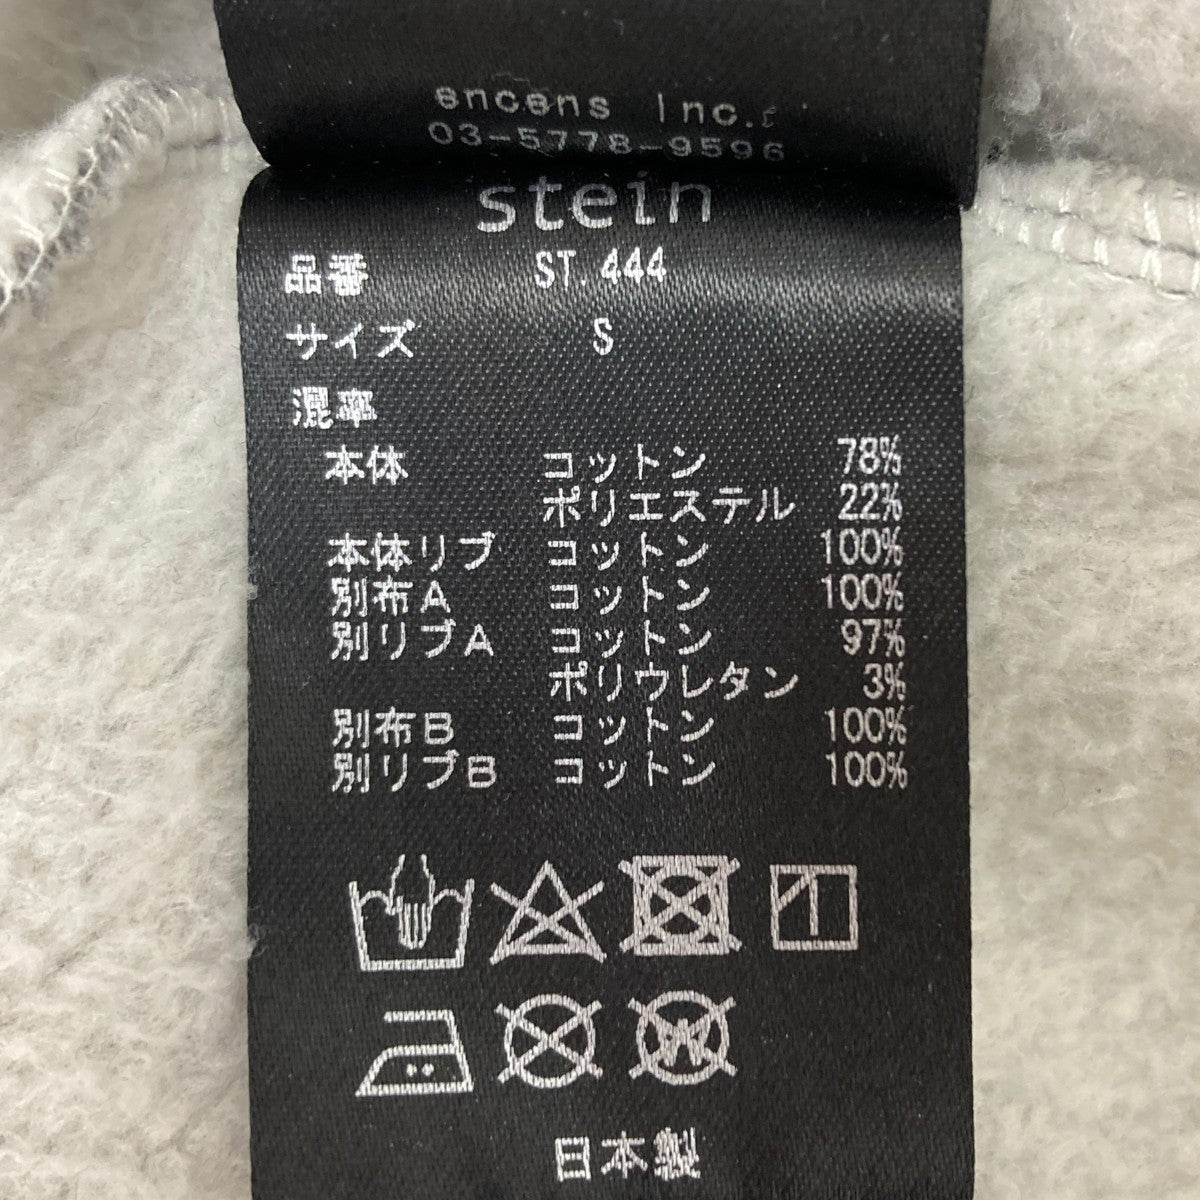 encens Inc.
03-5778-9596
stein
品番 ST.444
サイズ S
混率
本体 コットン 78%
ポリエステル 22%
本体リブ コットン 100%
別布A コットン 100%
別リブA コットン 97%
ポリウレタン 3%
別布B コットン 100%
別リブB コットン 100%
W
日本製